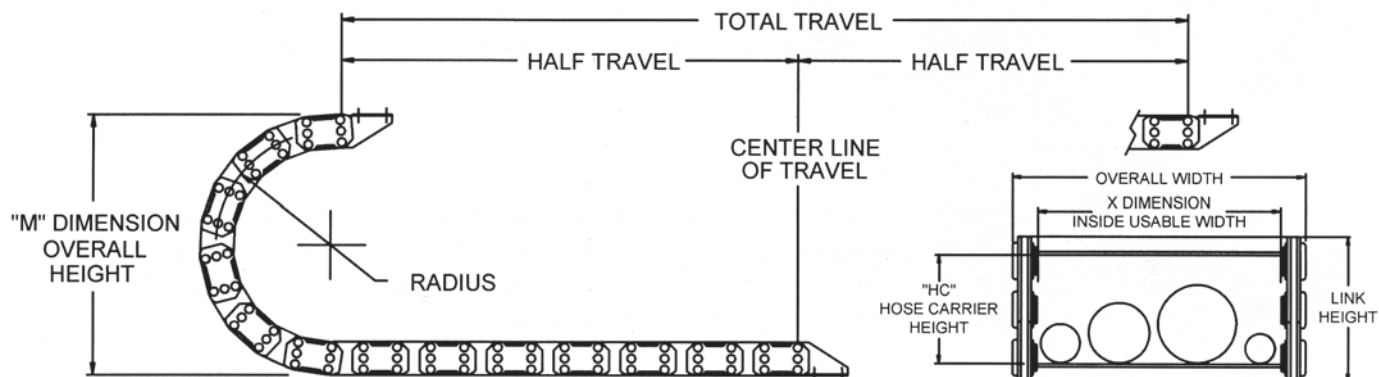 TOTAL TRAVEL
HALF TRAVEL
HALF TRAVEL
"M" DIMENSION
OVERALL
HEIGHT
RADIUS
CENTER LINE
OF TRAVEL
OVERALL WIDTH
X DIMENSION
INSIDE USABLE WIDTH
"HC"
HOSE CARRIER
HEIGHT
LINK
HEIGHT